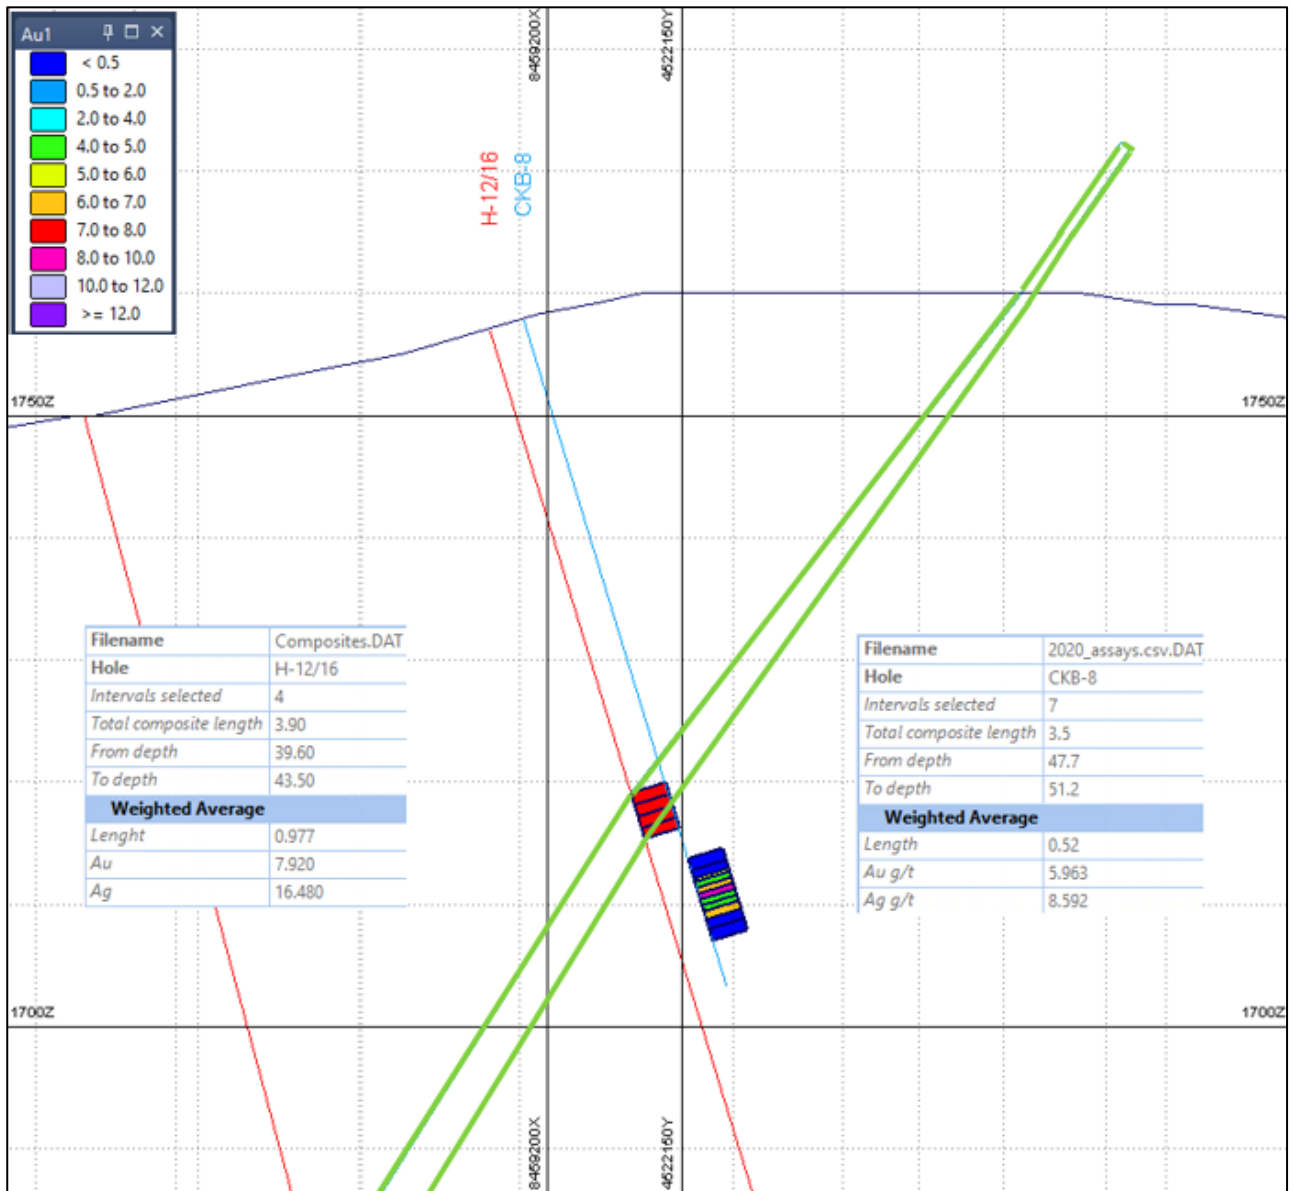 Au1
< 0.5
0.5 to 2.0
2.0 to 4.0
4.0 to 5.0
5.0 to 6.0
6.0 to 7.0
7.0 to 8.0
8.0 to 10.0
10.0 to 12.0
>= 12.0
8459200X
4622150Y
H-12/16
CKB-8
1750Z
1750Z
Filename Composites.DAT
Hole H-12/16
Intervals selected 4
Total composite length 3.90
From depth 39.60
To depth 43.50
Weighted Average
Lenght 0.977
Au 7.920
Ag 16.480
Filename 2020_assays.csv.DAT
Hole CKB-8
Intervals selected 7
Total composite length 3.5
From depth 47.7
To depth 51.2
Weighted Average
Length 0.52
Au g/t 5.963
Ag g/t 8.592
1700Z
1700Z
8459200X
4622150Y